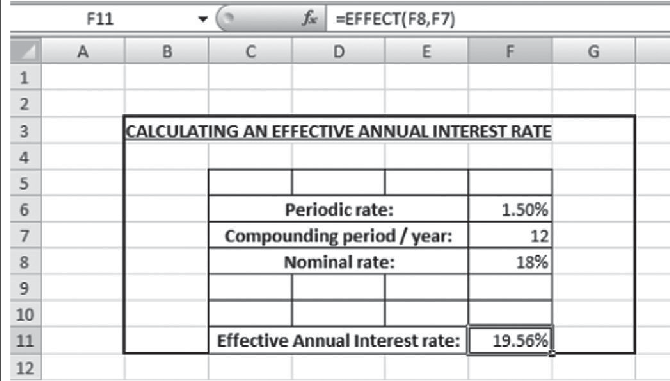 F11 fx =EFFECT(F8,F7)
A B C D E F G
1
2
3 CALCULATING AN EFFECTIVE ANNUAL INTEREST RATE
4
5
6 Periodic rate: 1.50%
7 Compounding period / year: 12
8 Nominal rate: 18%
9
10
11 Effective Annual Interest rate: 19.56%
12